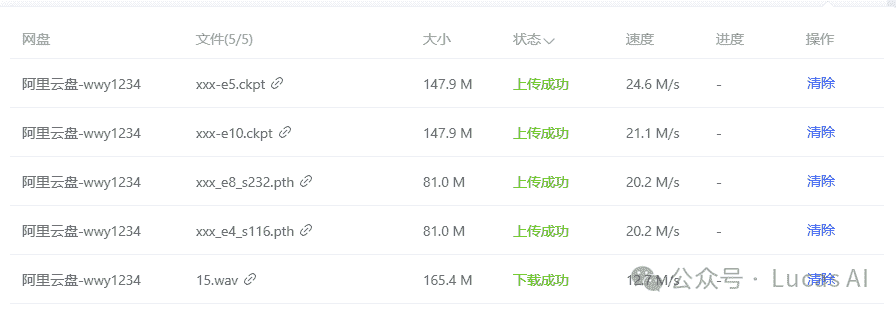 网盘 文件(5/5) 大小 状态 速度 进度 操作
阿里云盘-wwy1234 xxx-e5.ckpt 147.9 M 上传成功 24.6 M/s - 清除
阿里云盘-wwy1234 xxx-e10.ckpt 147.9 M 上传成功 21.1 M/s - 清除
阿里云盘-wwy1234 xxx_e8_s232.pth 81.0 M 上传成功 20.2 M/s - 清除
阿里云盘-wwy1234 xxx_e4_s116.pth 81.0 M 上传成功 20.2 M/s - 清除
阿里云盘-wwy1234 15.wav 165.4 M 下载成功 12.7 M/s - 清除
公众号 · Lucas AI